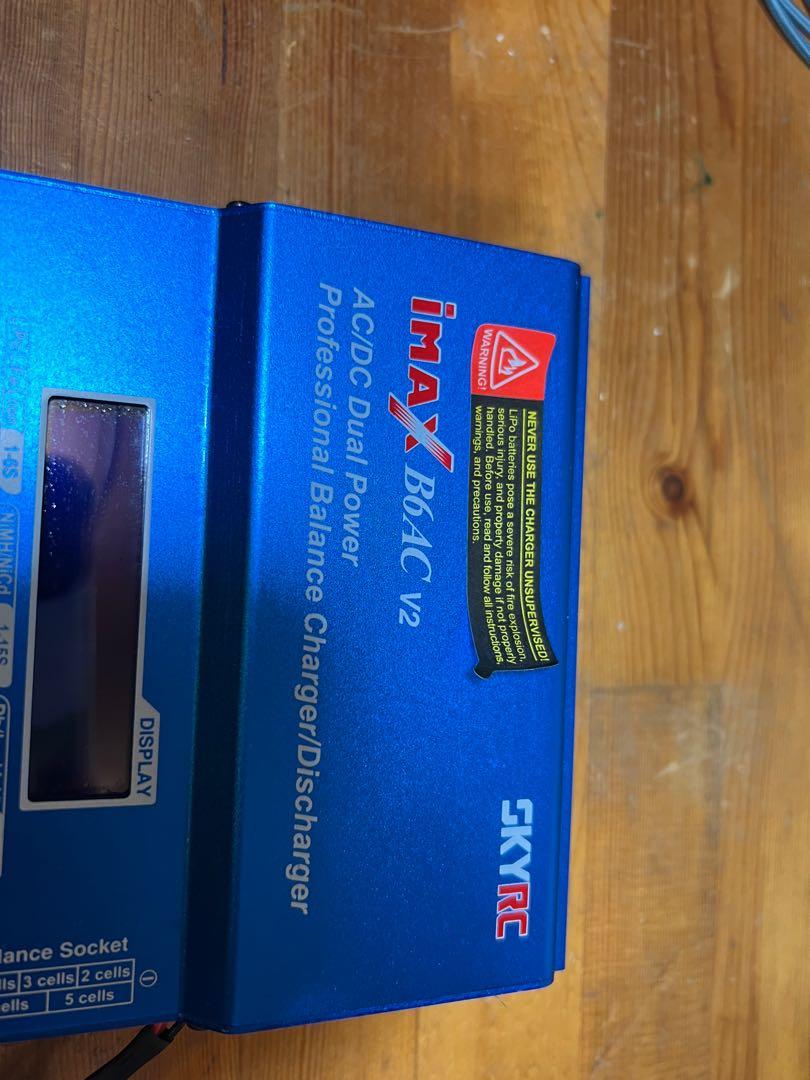 SKYRC
WARNING!
NEVER USE THE CHARGER UNSUPERVISED!
LiPo batteries pose a severe risk of fire explosion,
serious injury, and property damage if not properly
handled. Before use, read and follow all instructions,
warnings, and precautions.
iMAX B6AC V2
AC/DC Dual Power
Professional Balance Charger/Discharger
DISPLAY
1-6S
NiMH/NiCd
1-15S
lance Socket
3 cells
2 cells
5 cells